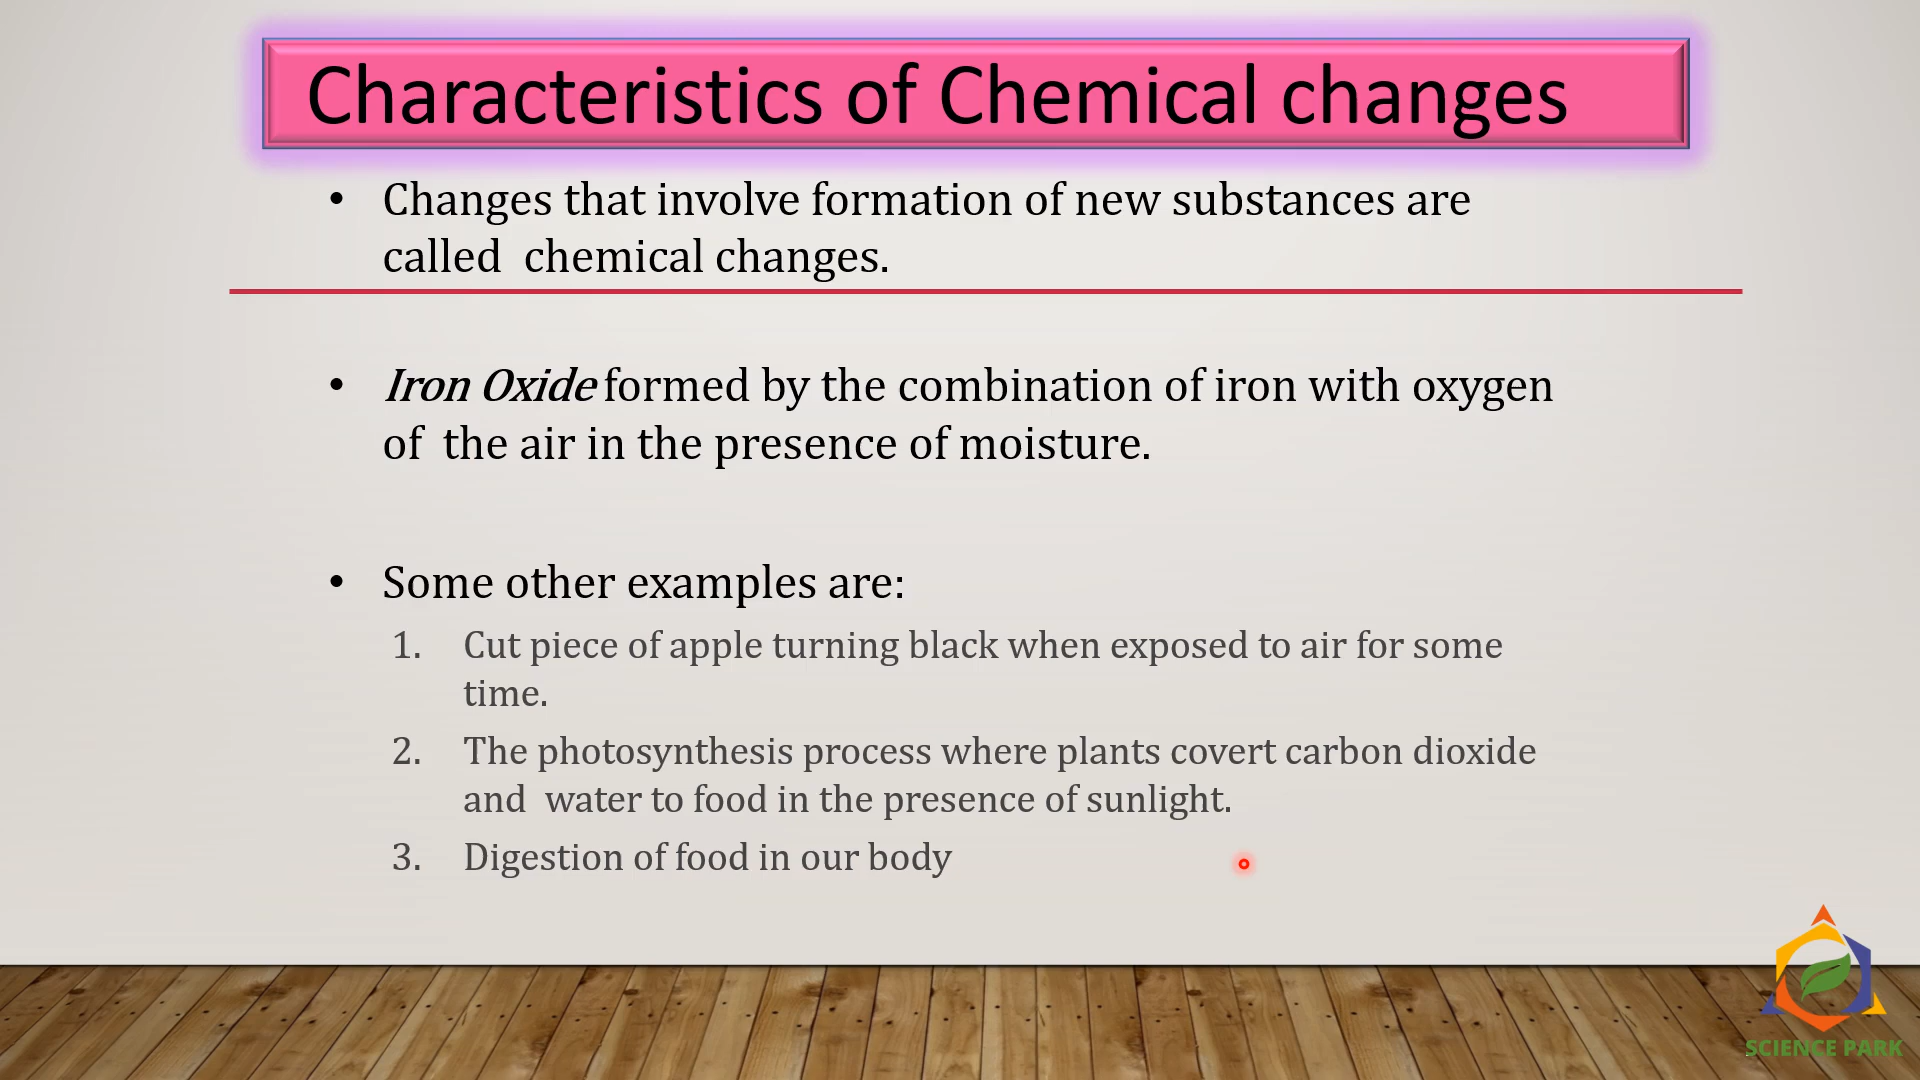 Characteristics of Chemical changes
• Changes that involve formation of new substances are
called chemical changes.
• Iron Oxide formed by the combination of iron with oxygen
of the air in the presence of moisture.
• Some other examples are:
1. Cut piece of apple turning black when exposed to air for some
time.
2. The photosynthesis process where plants covert carbon dioxide
and water to food in the presence of sunlight.
3. Digestion of food in our body
SCIENCE PARK